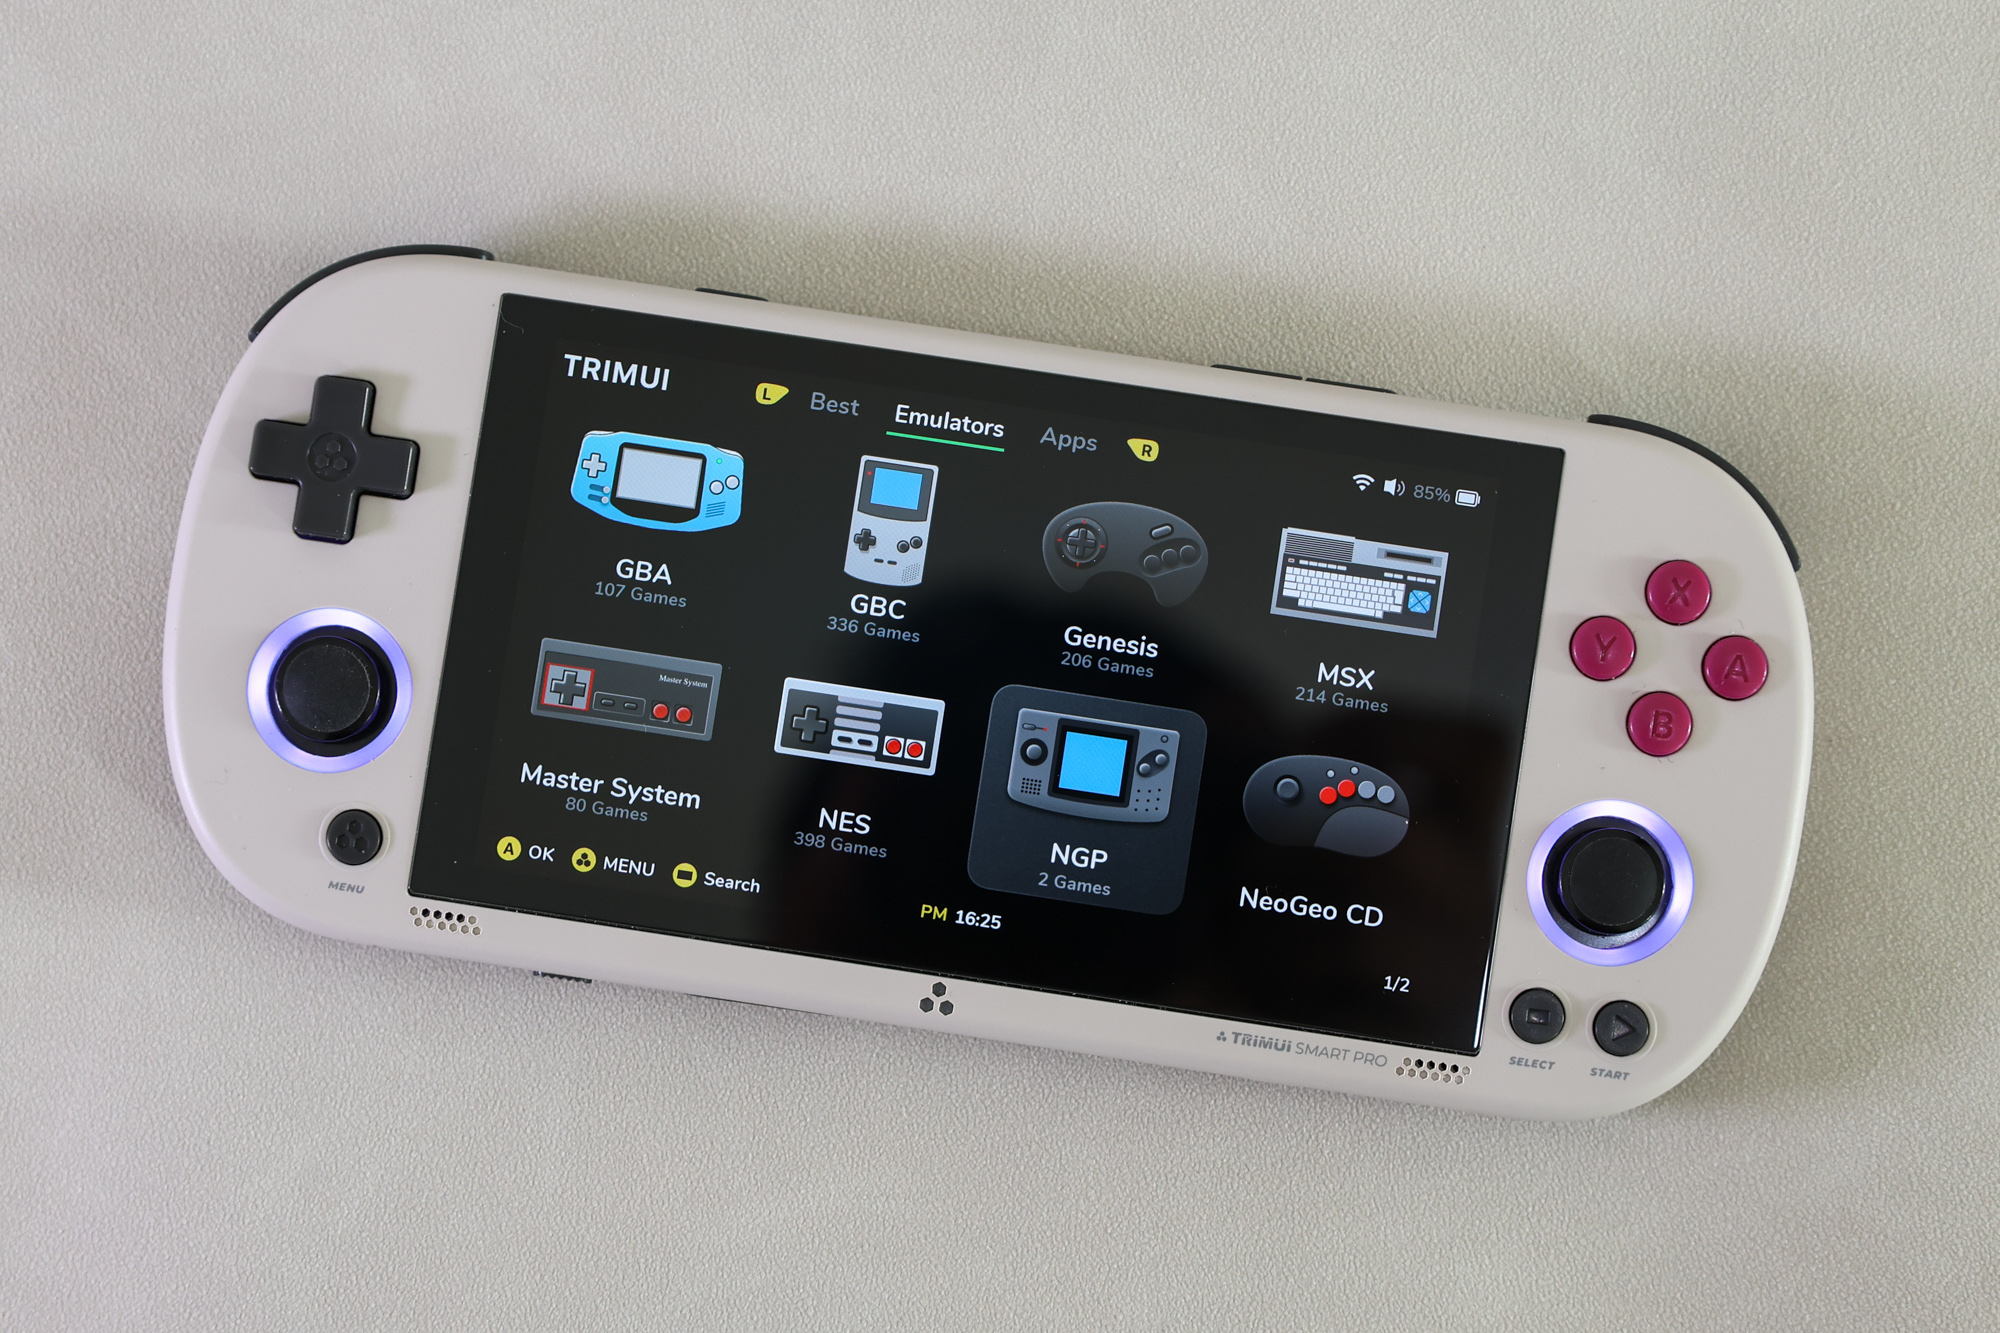 TRIMUI
L Best Emulators Apps R
85%
GBA
107 Games
GBC
336 Games
Genesis
206 Games
MSX
214 Games
Master System
Master System
80 Games
NES
398 Games
NGP
2 Games
NeoGeo CD
A OK MENU Search
PM 16:25
1/2
X
Y
A
B
MENU
TRIMUI SMART PRO
SELECT
START